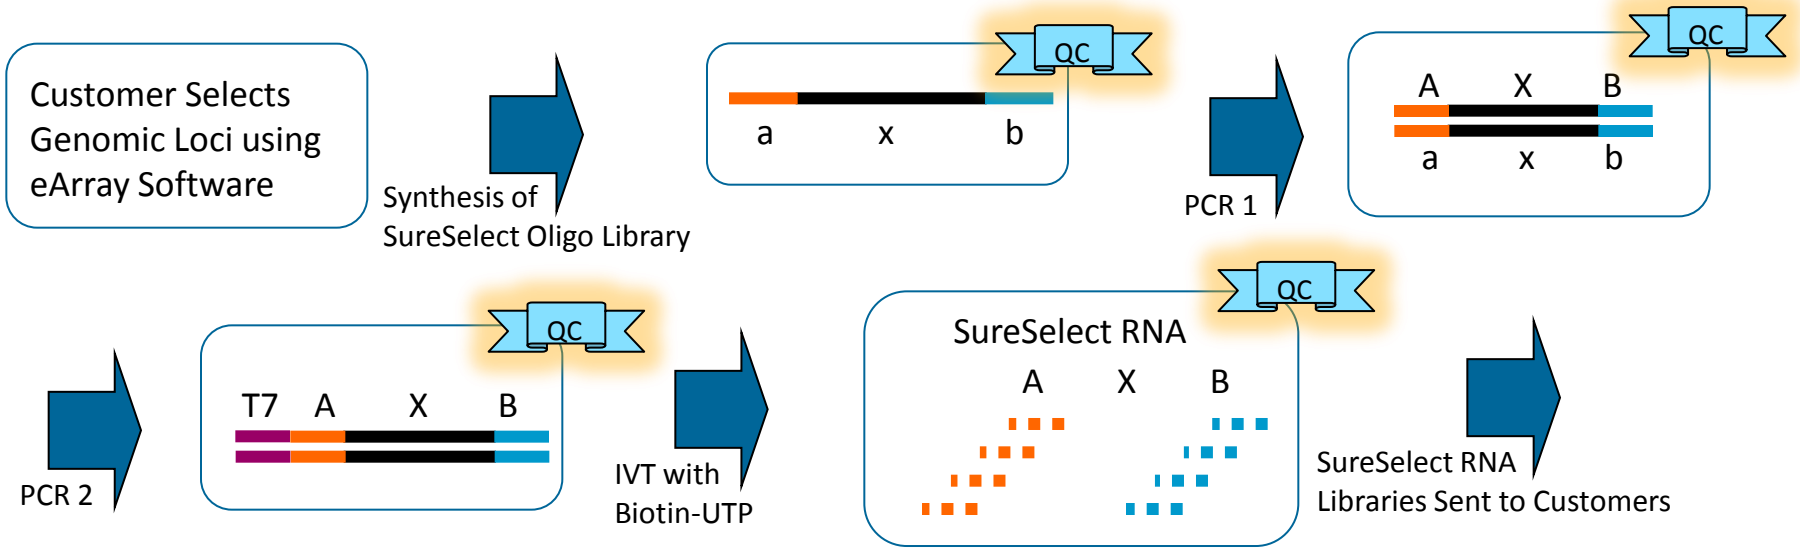 Customer Selects
Genomic Loci using
eArray Software
Synthesis of
SureSelect Oligo Library
QC
a x b
PCR 1
QC
A X B
a x b
PCR 2
QC
T7 A X B
IVT with
Biotin-UTP
QC
SureSelect RNA
A X B
SureSelect RNA
Libraries Sent to Customers